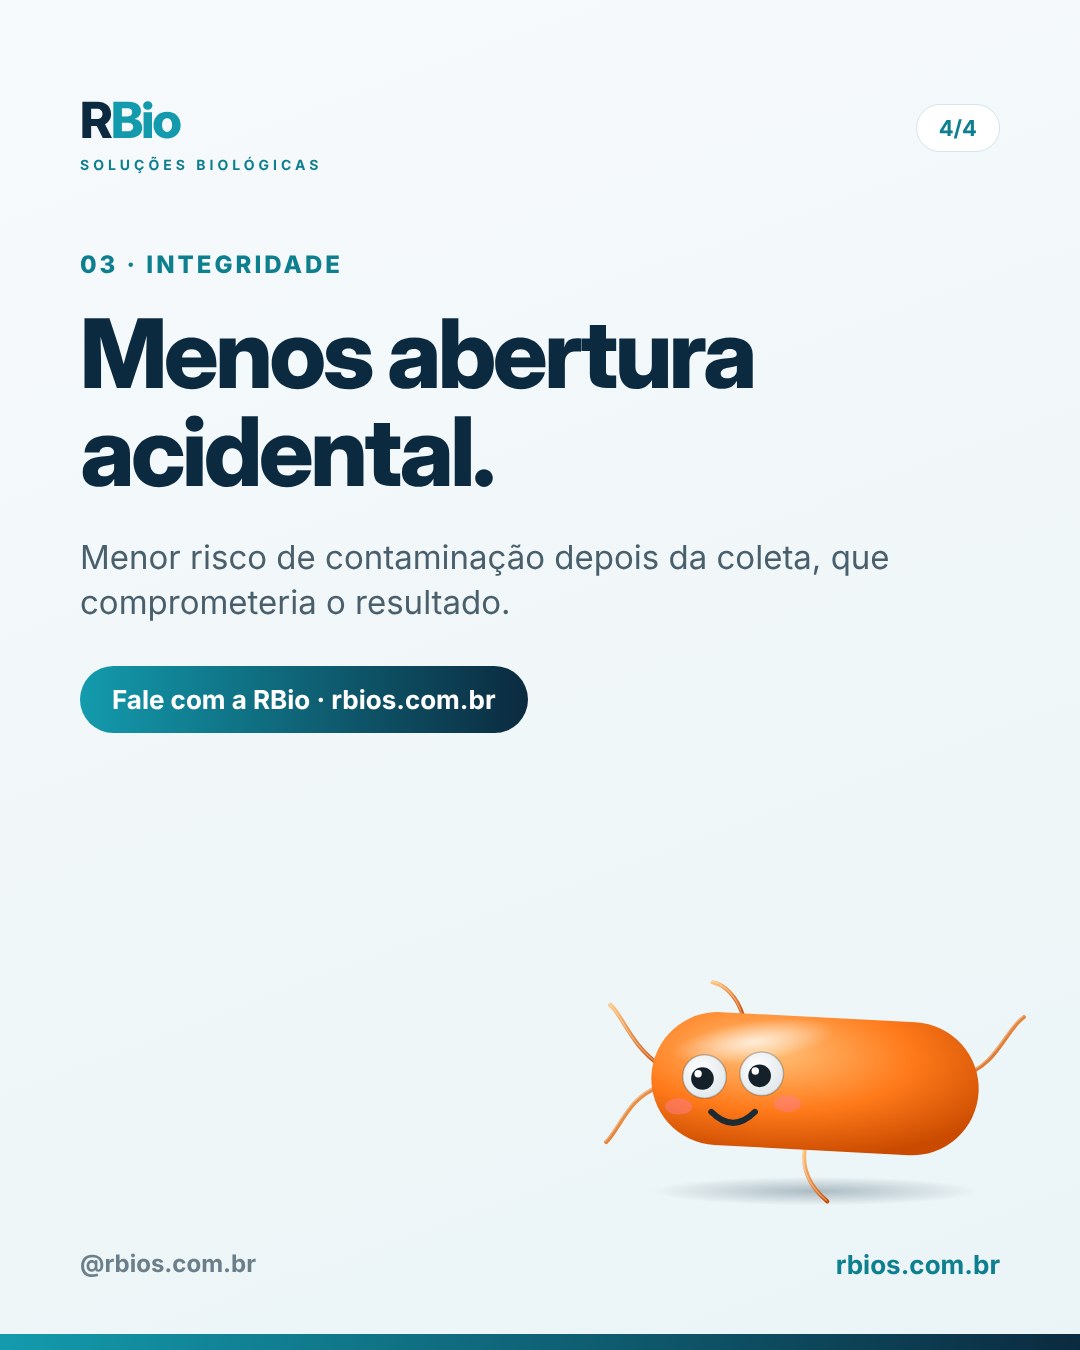 RBio
SOLUÇÕES BIOLÓGICAS
4/4
03 · INTEGRIDADE
Menos abertura
acidental.
Menor risco de contaminação depois da coleta, que
comprometeria o resultado.
Fale com a RBio · rbios.com.br
@rbios.com.br
rbios.com.br